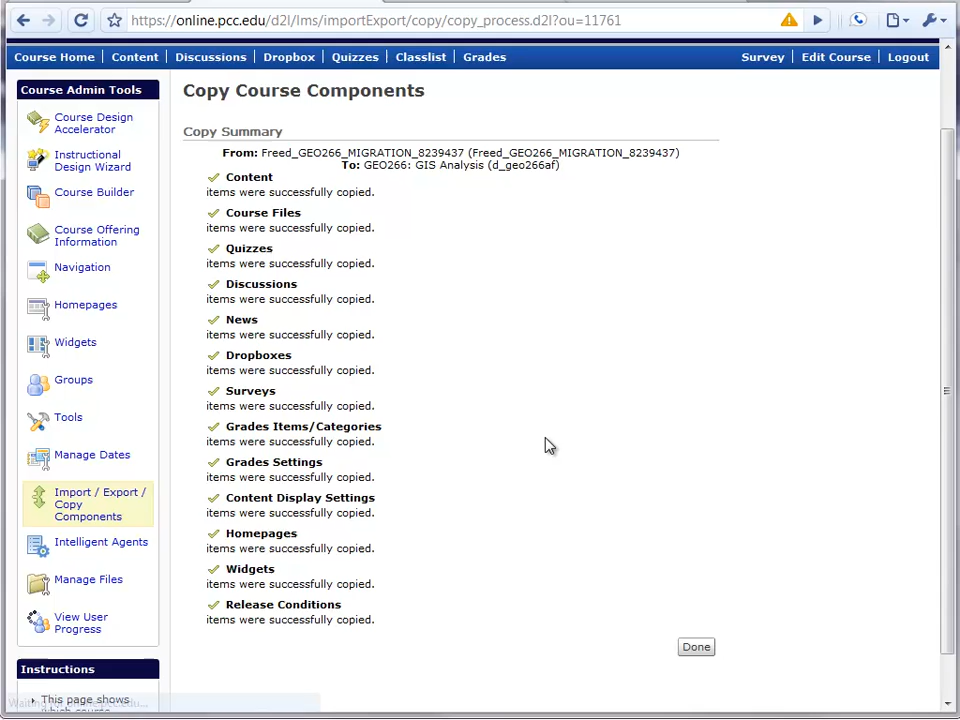 https://online.pcc.edu/d2l/lms/importExport/copy/copy_process.d2l?ou=11761
Course Home Content Discussions Dropbox Quizzes Classlist Grades Survey Edit Course Logout
Course Admin Tools
Course Design
Accelerator
Instructional
Design Wizard
Course Builder
Course Offering
Information
Navigation
Homepages
Widgets
Groups
Tools
Manage Dates
Import / Export /
Copy
Components
Intelligent Agents
Manage Files
View User
Progress
Instructions
This page shows
which course
Copy Course Components
Copy Summary
From: Freed_GEO266_MIGRATION_8239437 (Freed_GEO266_MIGRATION_8239437)
To: GEO266: GIS Analysis (d_geo266af)
Content
items were successfully copied.
Course Files
items were successfully copied.
Quizzes
items were successfully copied.
Discussions
items were successfully copied.
News
items were successfully copied.
Dropboxes
items were successfully copied.
Surveys
items were successfully copied.
Grades Items/Categories
items were successfully copied.
Grades Settings
items were successfully copied.
Content Display Settings
items were successfully copied.
Homepages
items were successfully copied.
Widgets
items were successfully copied.
Release Conditions
items were successfully copied.
Done